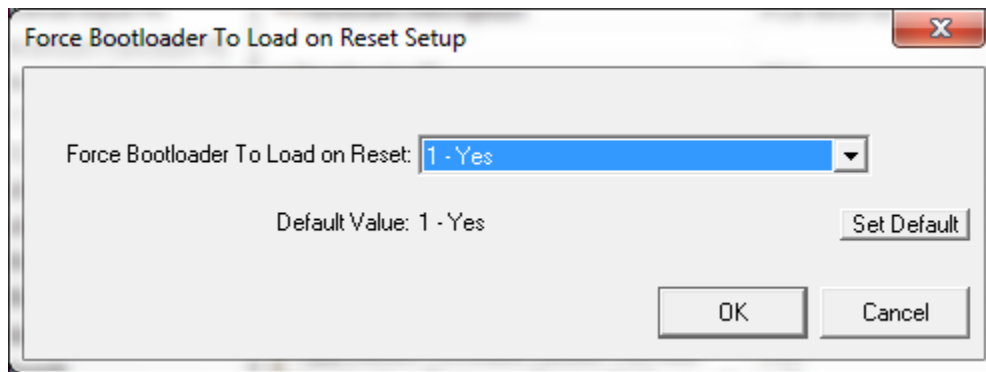 Force Bootloader To Load on Reset Setup
Force Bootloader To Load on Reset: 1 - Yes
Default Value: 1 - Yes
Set Default
OK Cancel